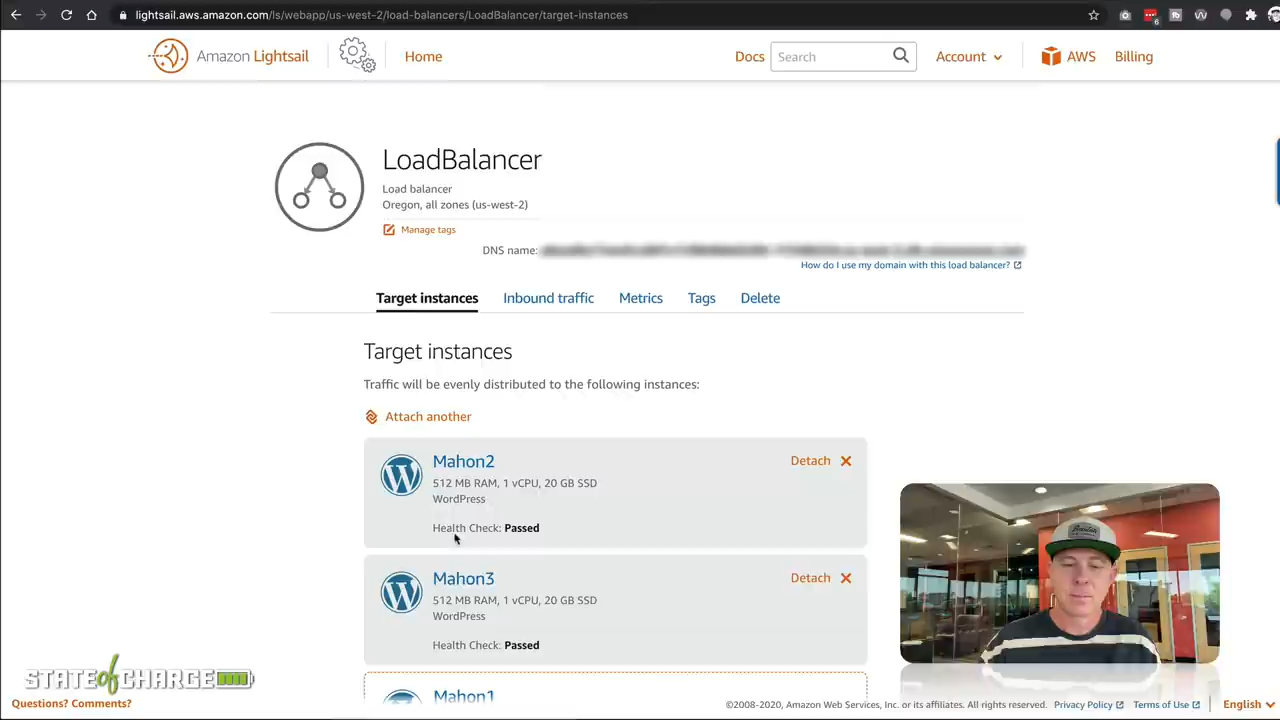 lightsail.aws.amazon.com/ls/webapp/us-west-2/load-balancers/LoadBalancer/target-instances
6
Amazon Lightsail
Home
Docs
Search
Account
AWS
Billing
LoadBalancer
Load balancer
Oregon, all zones (us-west-2)
Manage tags
DNS name:
How do I use my domain with this load balancer?
Target instances
Inbound traffic
Metrics
Tags
Delete
Target instances
Traffic will be evenly distributed to the following instances:
Attach another
Mahon2
Detach
512 MB RAM, 1 vCPU, 20 GB SSD
WordPress
Health Check: Passed
Mahon3
Detach
512 MB RAM, 1 vCPU, 20 GB SSD
WordPress
Health Check: Passed
Mahon1
STATE of CHARGE
Questions? Comments?
©2008-2020, Amazon Web Services, Inc. or its affiliates. All rights reserved.
Privacy Policy
Terms of Use
English